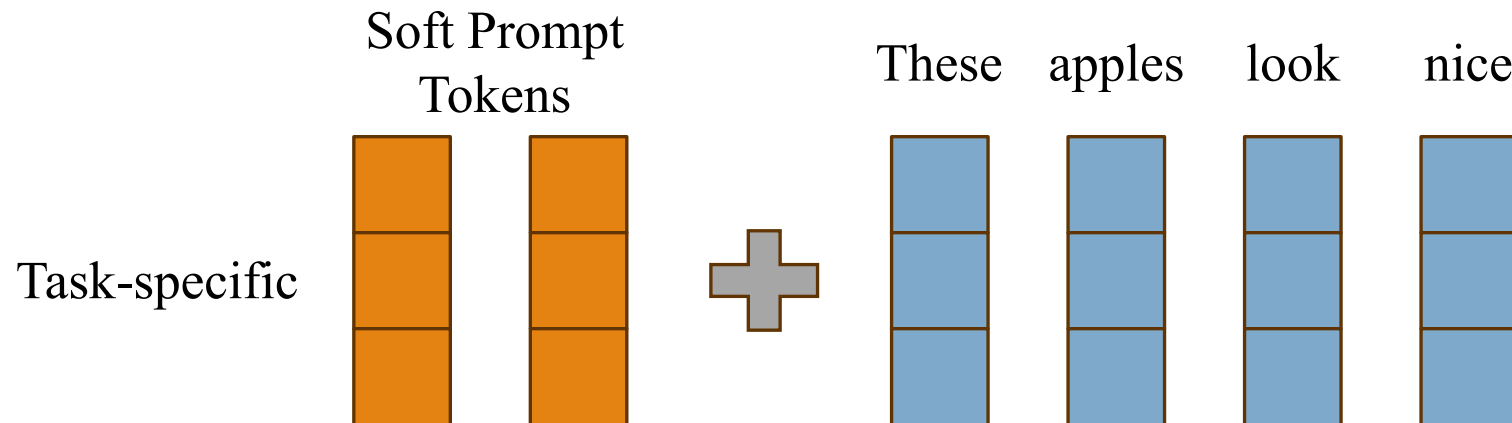 Soft Prompt
Tokens
These apples look nice
Task-specific